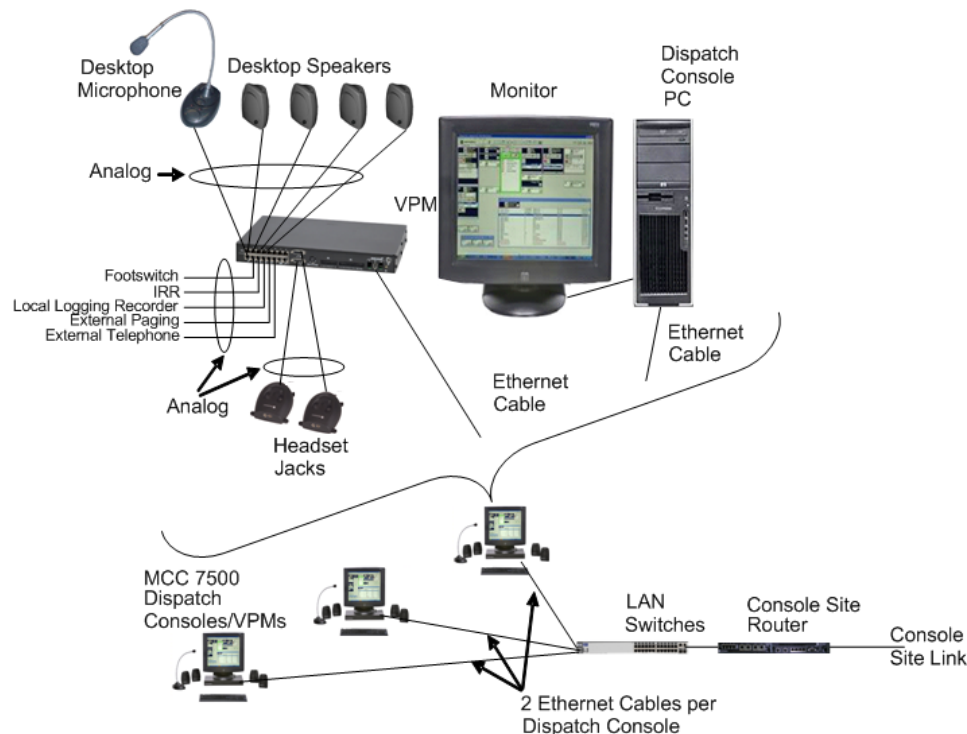 Desktop
Microphone
Desktop Speakers
Monitor
Dispatch
Console
PC
Analog
VPM
Footswitch
IRR
Local Logging Recorder
External Paging
External Telephone
Analog
Headset
Jacks
Ethernet
Cable
Ethernet
Cable
MCC 7500
Dispatch
Consoles/VPMs
LAN
Switches
Console Site
Router
Console
Site Link
2 Ethernet Cables per
Dispatch Console